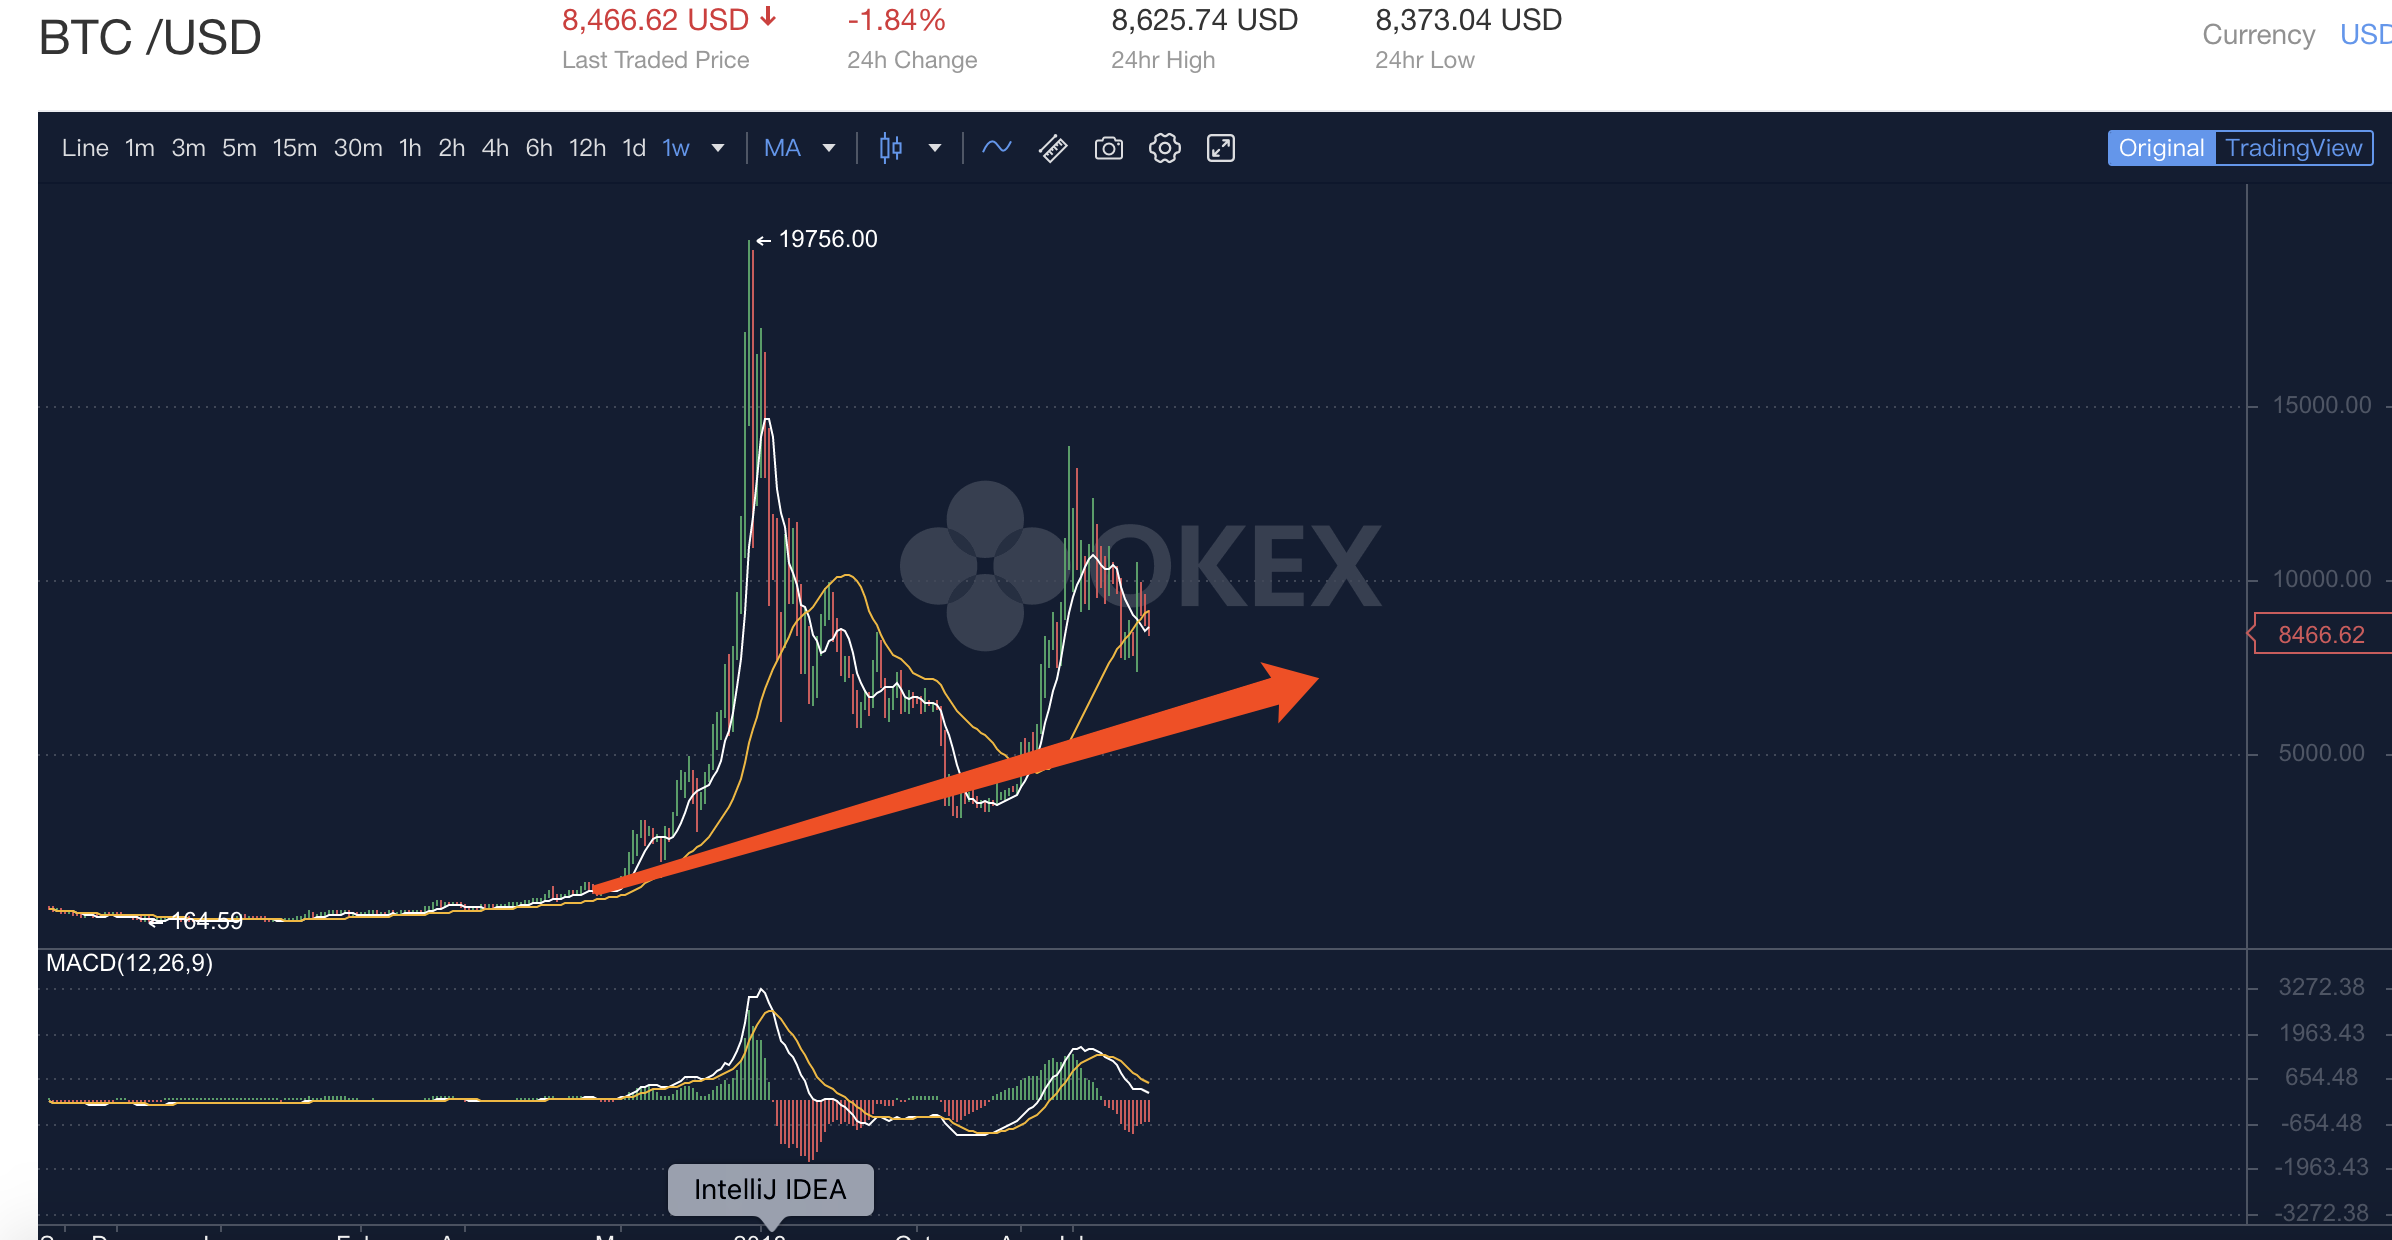 BTC /USD
8,466.62 USD
-1.84%
8,625.74 USD
8,373.04 USD
Currency USD
Last Traded Price
24h Change
24hr High
24hr Low
Line 1m 3m 5m 15m 30m 1h 2h 4h 6h 12h 1d 1w MA
Original TradingView
19756.00
15000.00
OKEX
10000.00
8466.62
5000.00
164.59
MACD(12,26,9)
3272.38
1963.43
654.48
-654.48
-1963.43
-3272.38
IntelliJ IDEA